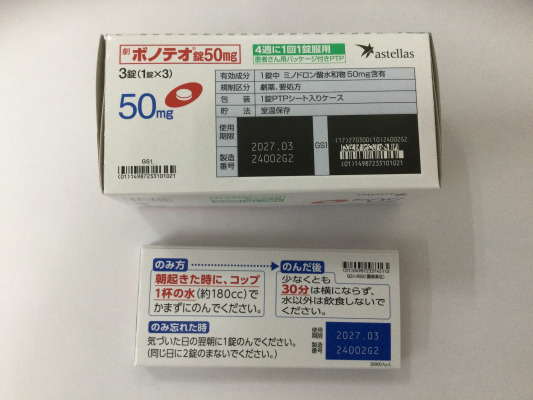 劇 ボノテオ錠50mg
4週に1回1錠服用
患者さん用パッケージ付きPTP
astellas
3錠(1錠×3)
50mg
有効成分 1錠中 ミノドロン酸水和物50mg含有
規制区分 劇薬、要処方
包装 1錠PTPシート入りケース
貯法 室温保存
使用期限 2027.03
製造番号 24002G2
GS1
(17)270300(10)24002G2
(01)14987233101021
GS1
(01)14987233101021
のみ方
朝起きた時に、コップ
1杯の水(約180cc)で
かまずにのんでください。
のんだ後
少なくとも
30分は横にならず、
水以外は飲食しないで
ください。
のみ忘れた時
気づいた日の翌朝に1錠のんでください。
(同じ日に2錠のまないでください。)
使用期限 2027.03
製造番号 24002G2